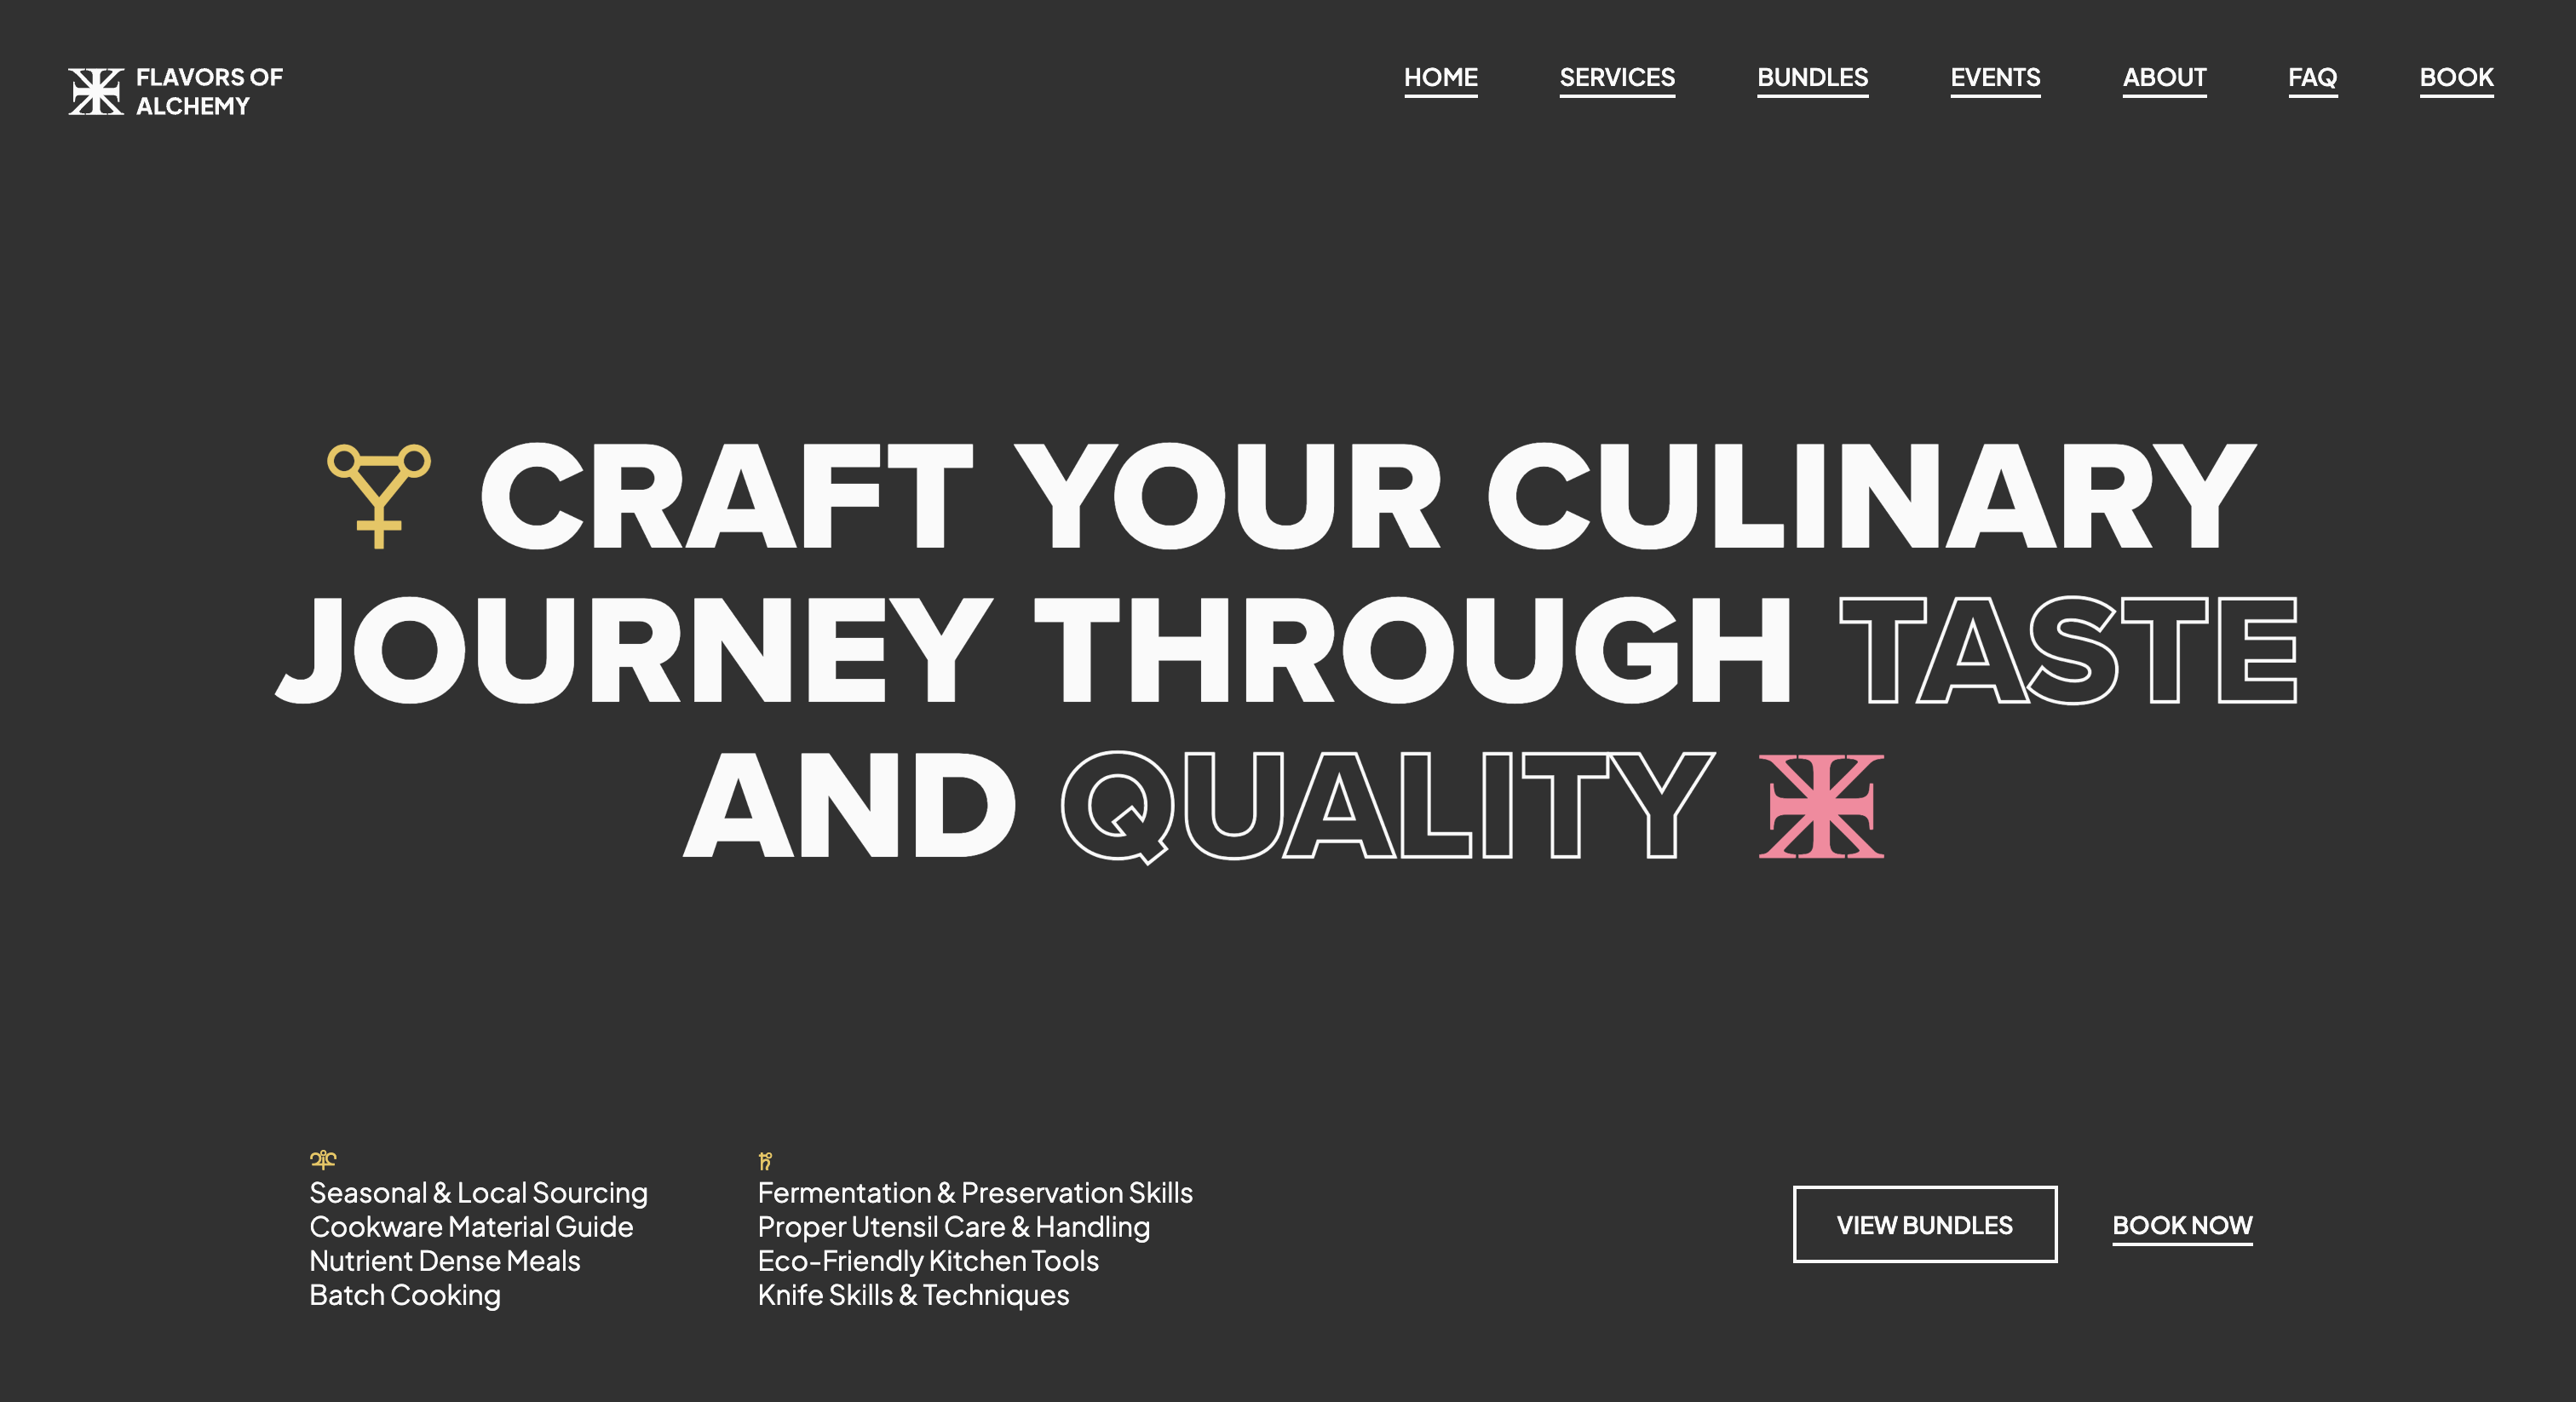 FLAVORS OF
ALCHEMY
HOME SERVICES BUNDLES EVENTS ABOUT FAQ BOOK
CRAFT YOUR CULINARY
JOURNEY THROUGH TASTE
AND QUALITY
Seasonal & Local Sourcing
Cookware Material Guide
Nutrient Dense Meals
Batch Cooking
Fermentation & Preservation Skills
Proper Utensil Care & Handling
Eco-Friendly Kitchen Tools
Knife Skills & Techniques
VIEW BUNDLES
BOOK NOW